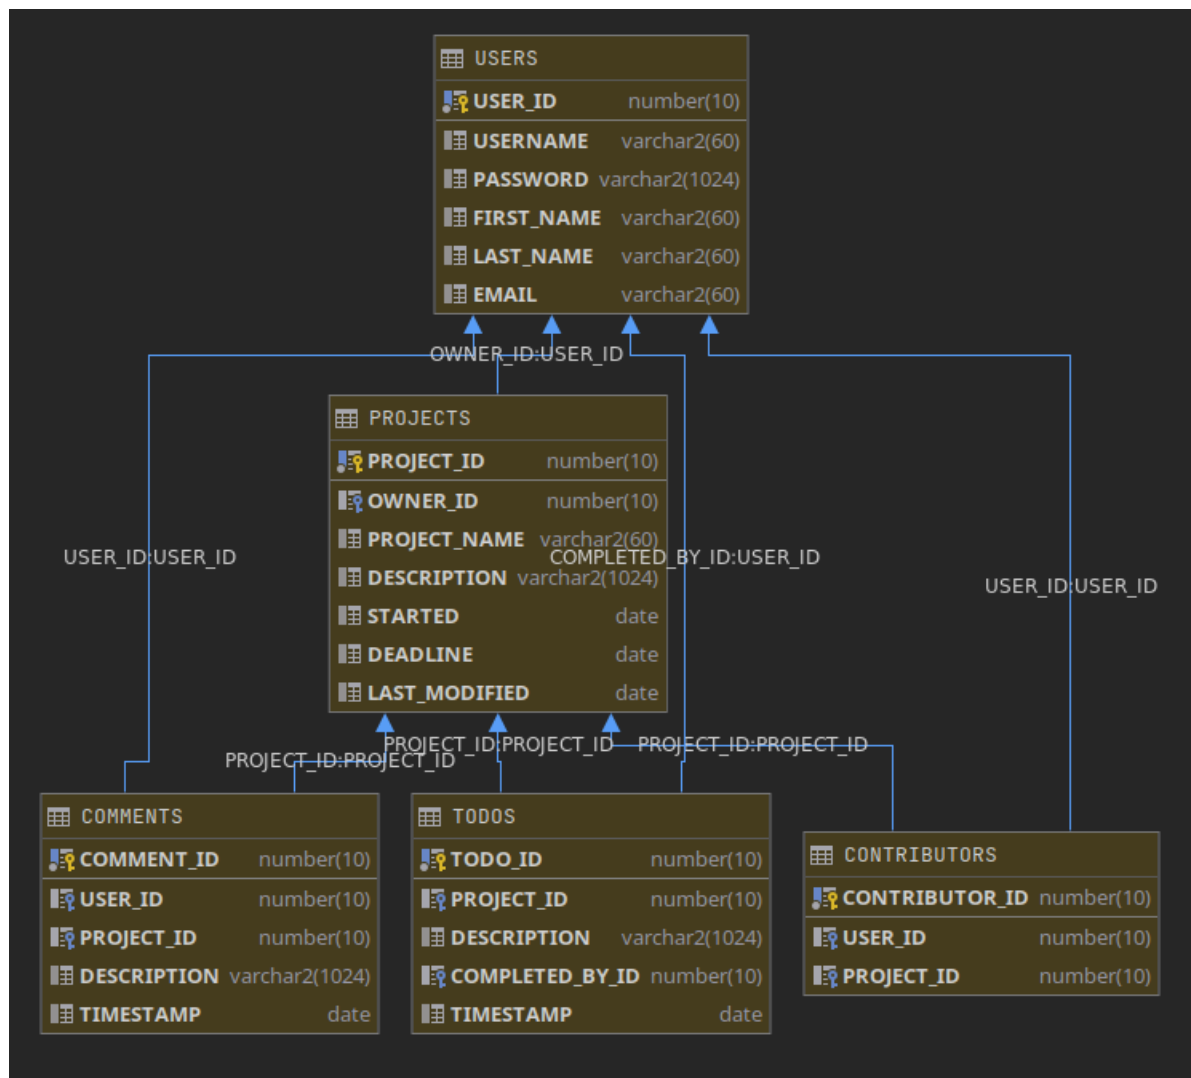 USERS
USER_ID number(10)
USERNAME varchar2(60)
PASSWORD varchar2(1024)
FIRST_NAME varchar2(60)
LAST_NAME varchar2(60)
EMAIL varchar2(60)
OWNER_ID:USER_ID
PROJECTS
PROJECT_ID number(10)
OWNER_ID number(10)
PROJECT_NAME varchar2(60)
DESCRIPTION varchar2(1024)
STARTED date
DEADLINE date
LAST_MODIFIED date
USER_ID:USER_ID
COMPLETED_BY_ID:USER_ID
USER_ID:USER_ID
PROJECT_ID:PROJECT_ID
PROJECT_ID:PROJECT_ID
PROJECT_ID:PROJECT_ID
COMMENTS
COMMENT_ID number(10)
USER_ID number(10)
PROJECT_ID number(10)
DESCRIPTION varchar2(1024)
TIMESTAMP date
TODOS
TODO_ID number(10)
PROJECT_ID number(10)
DESCRIPTION varchar2(1024)
COMPLETED_BY_ID number(10)
TIMESTAMP date
CONTRIBUTORS
CONTRIBUTOR_ID number(10)
USER_ID number(10)
PROJECT_ID number(10)